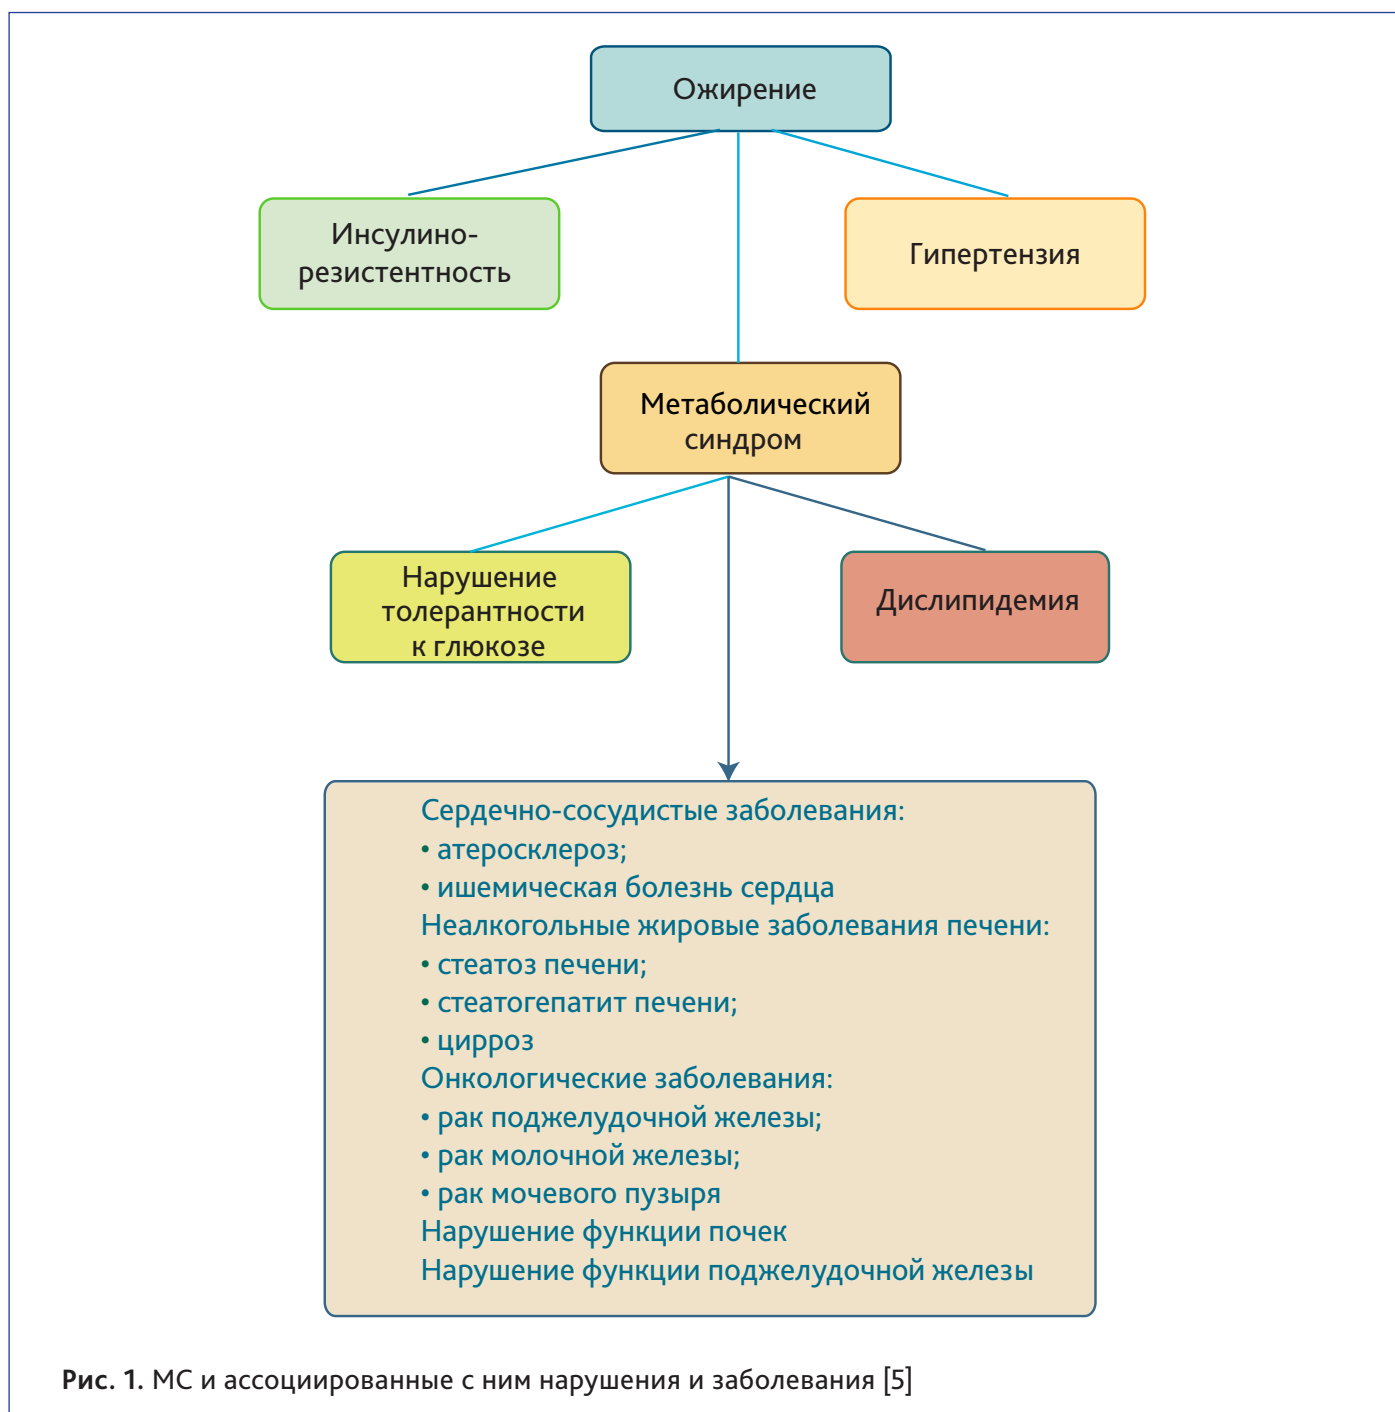 Ожирение
Инсулино-
резистентность
Гипертензия
Метаболический
синдром
Нарушение
толерантности
к глюкозе
Дислипидемия
Сердечно-сосудистые заболевания:
• атеросклероз;
• ишемическая болезнь сердца
Неалкогольные жировые заболевания печени:
• стеатоз печени;
• стеатогепатит печени;
• цирроз
Онкологические заболевания:
• рак поджелудочной железы;
• рак молочной железы;
• рак мочевого пузыря
Нарушение функции почек
Нарушение функции поджелудочной железы
Рис. 1. МС и ассоциированные с ним нарушения и заболевания [5]